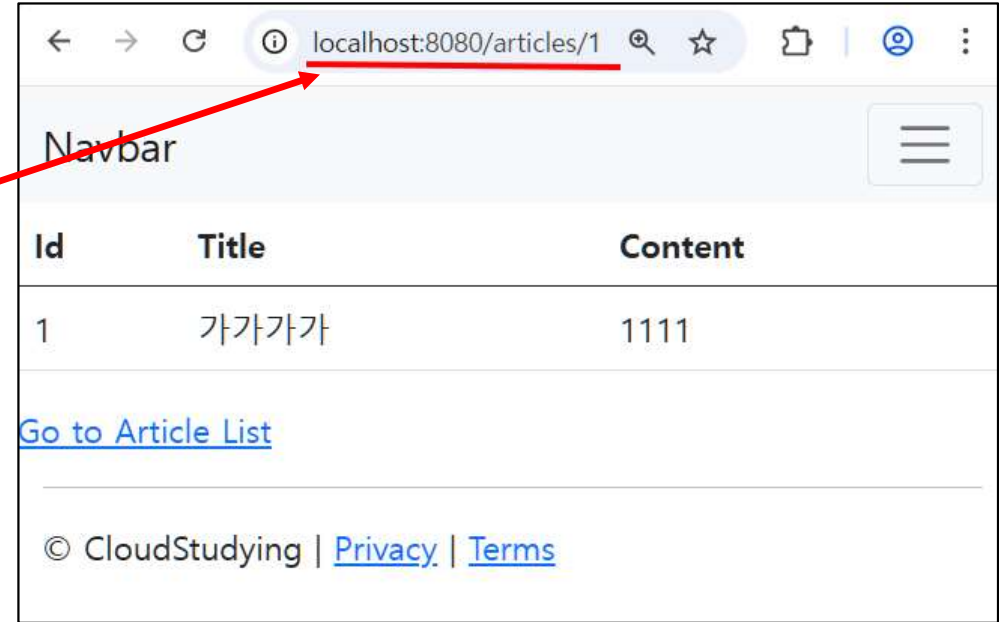 localhost:8080/articles/1
Navbar
Id Title Content
1 가가가가 1111
Go to Article List
© CloudStudying | Privacy | Terms